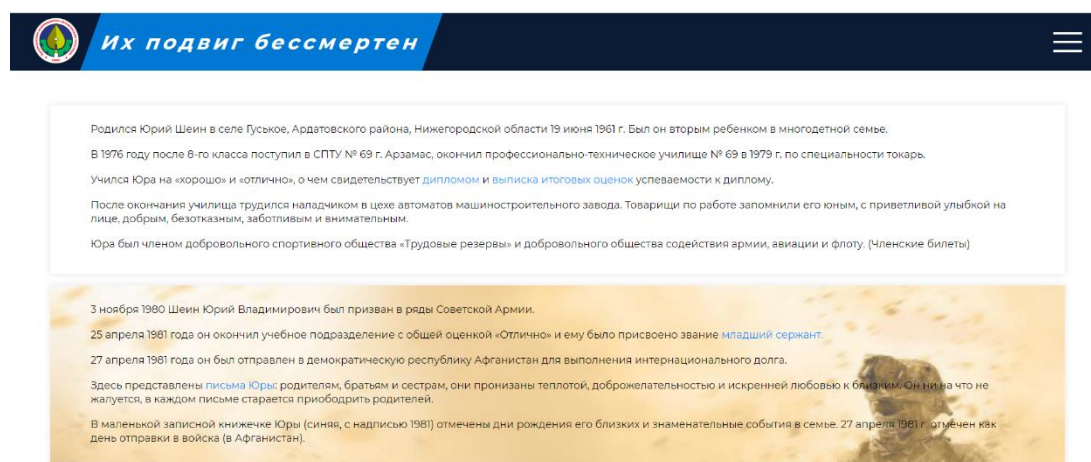 Их подвиг бессмертен
Родился Юрий Шеин в селе Гуськое, Ардатовского района, Нижегородской области 19 июня 1961 г. Был он вторым ребенком в многодетной семье.
В 1976 году после 8-го класса поступил в СПТУ № 69 г. Арзамас, окончил профессионально-техническое училище № 69 в 1979 г. по специальности токарь.
Учился Юра на «хорошо» и «отлично», о чем свидетельствует дипломом и выписка итоговых оценок успеваемости к диплому.
После окончания училища трудился наладчиком в цехе автоматов машиностроительного завода. Товарищи по работе запомнили его юным, с приветливой улыбкой на
лице, добрым, безотказным, заботливым и внимательным.
Юра был членом добровольного спортивного общества «Трудовые резервы» и добровольного общества содействия армии, авиации и флоту. (Членские билеты)
3 ноября 1980 Шеин Юрий Владимирович был призван в ряды Советской Армии.
25 апреля 1981 года он окончил учебное подразделение с общей оценкой «Отлично» и ему было присвоено звание младший сержант.
27 апреля 1981 года он был отправлен в демократическую республику Афганистан для выполнения интернационального долга.
Здесь представлены письма Юры: родителям, братьям и сестрам, они пронизаны теплотой, доброжелательностью и искренней любовью к близким. Он ни на что не
жалуется, в каждом письме старается приободрить родителей.
В маленькой записной книжечке Юры (синяя, с надписью 1981) отмечены дни рождения его близких и знаменательные события в семье. 27 апреля 1981 г. отмечен как
день отправки в войска (в Афганистан).